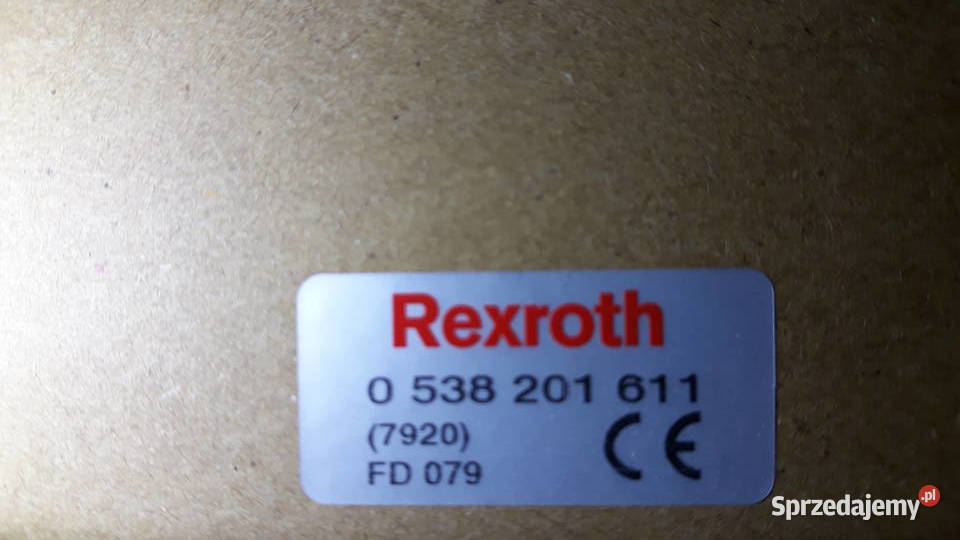 Rexroth
0 538 201 611
(7920)
FD 079
CE
Sprzedajemy.pl